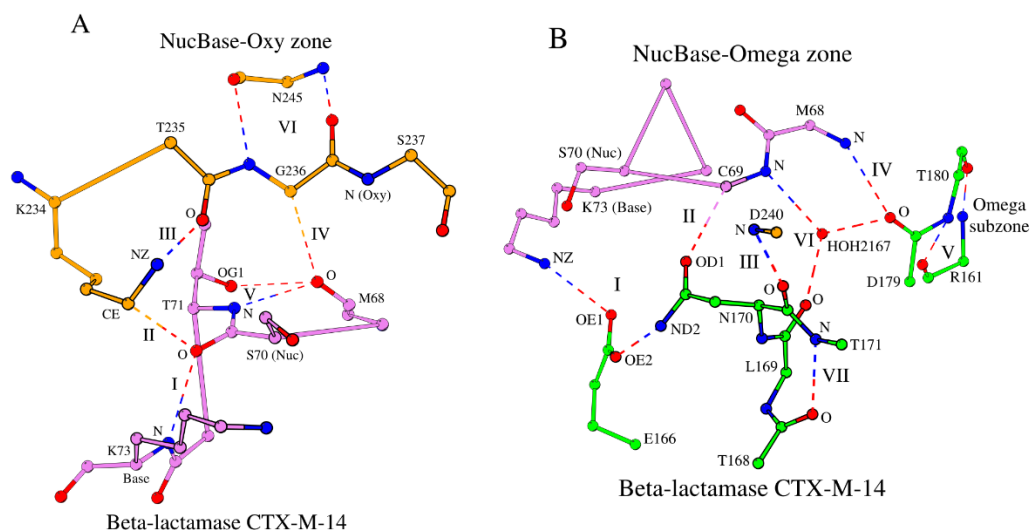 A
NucBase-Oxy zone
N245
VI
T235
S237
G236
N (Oxy)
K234
O
III
IV
NZ
OG1
O
V
M68
T71
N
CE
II
S70 (Nuc)
O
I
N
K73
Base
Beta-lactamase CTX-M-14
B
NucBase-Omega zone
M68
N
S70 (Nuc)
C69
N
IV
T180
K73 (Base)
II
D240
O
Omega
subzone
N
VI
HOH2167
NZ
OD1
III
V
D179
R161
I
O
O
OE1
N170
N
ND2
T171
OE2
L169
VII
O
E166
T168
Beta-lactamase CTX-M-14